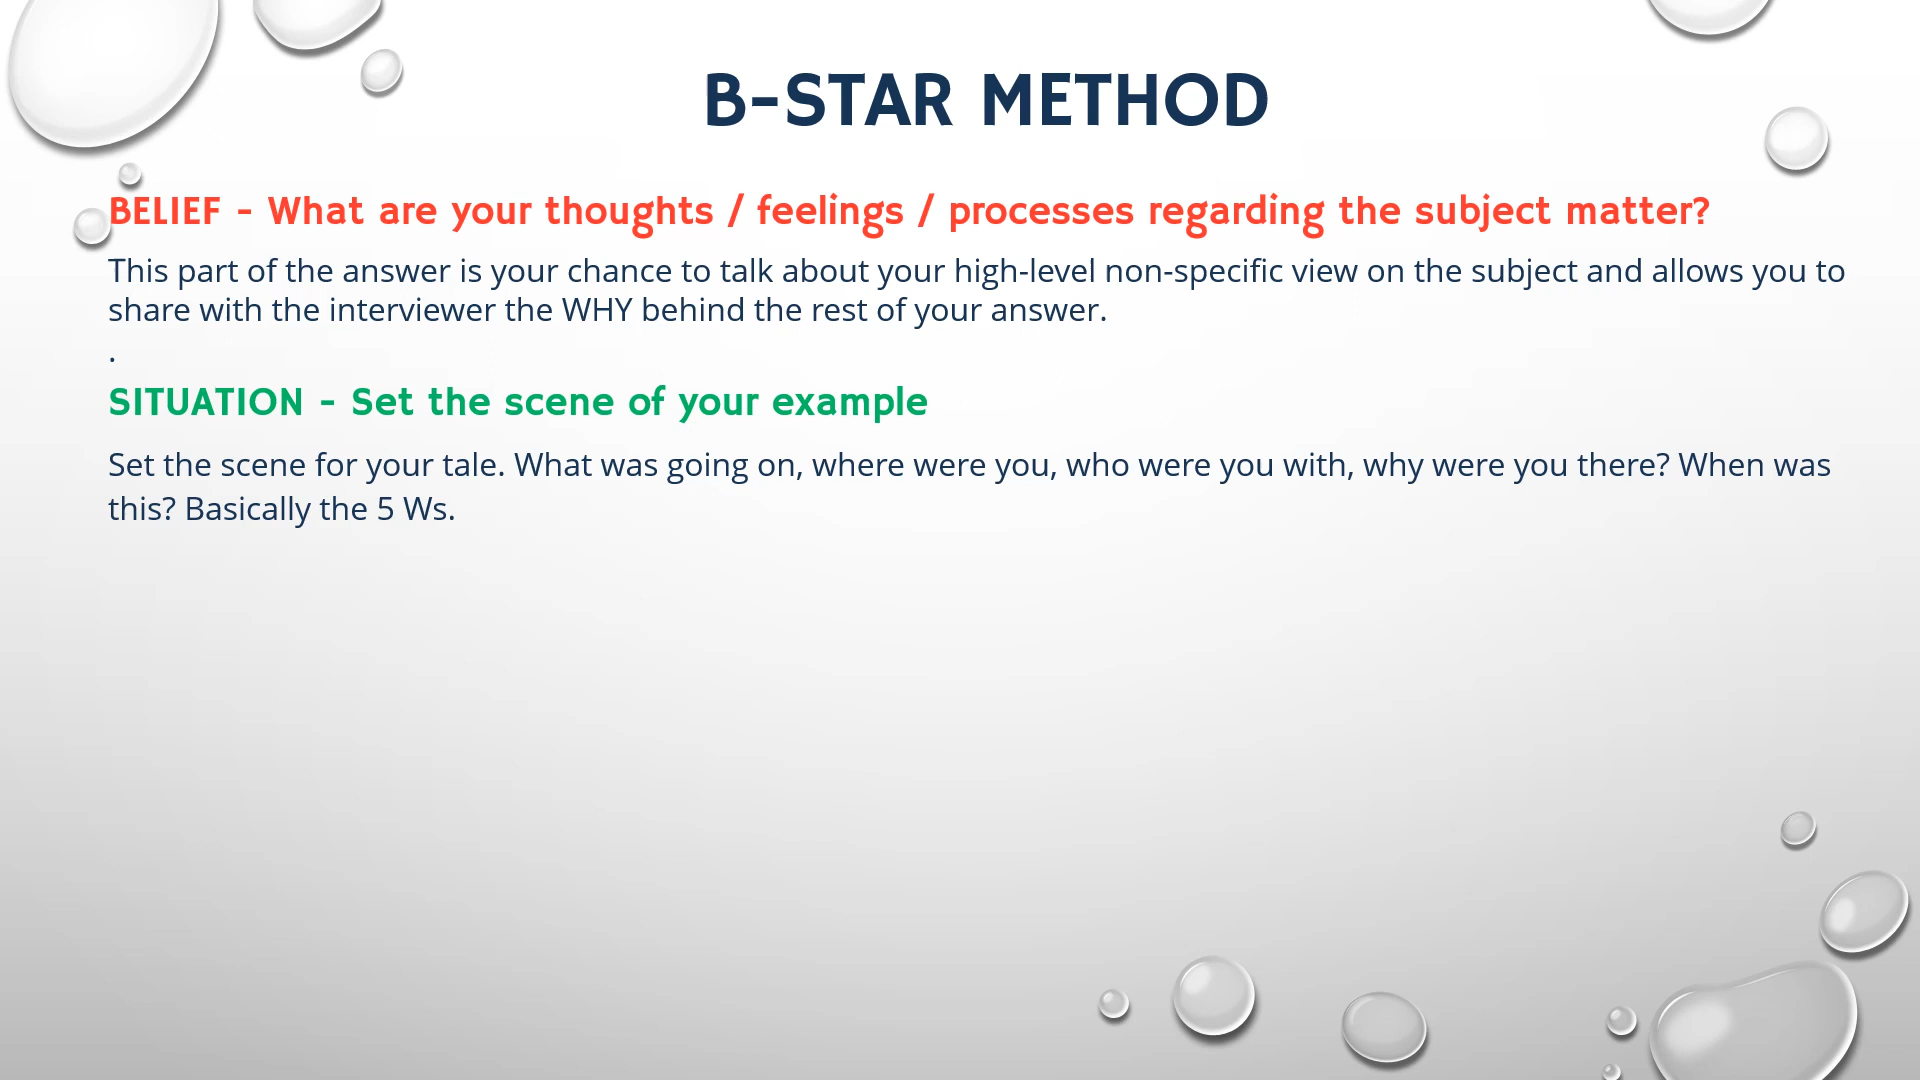 B-STAR METHOD
BELIEF - What are your thoughts / feelings / processes regarding the subject matter?
This part of the answer is your chance to talk about your high-level non-specific view on the subject and allows you to
share with the interviewer the WHY behind the rest of your answer.
.
SITUATION - Set the scene of your example
Set the scene for your tale. What was going on, where were you, who were you with, why were you there? When was
this? Basically the 5 Ws.